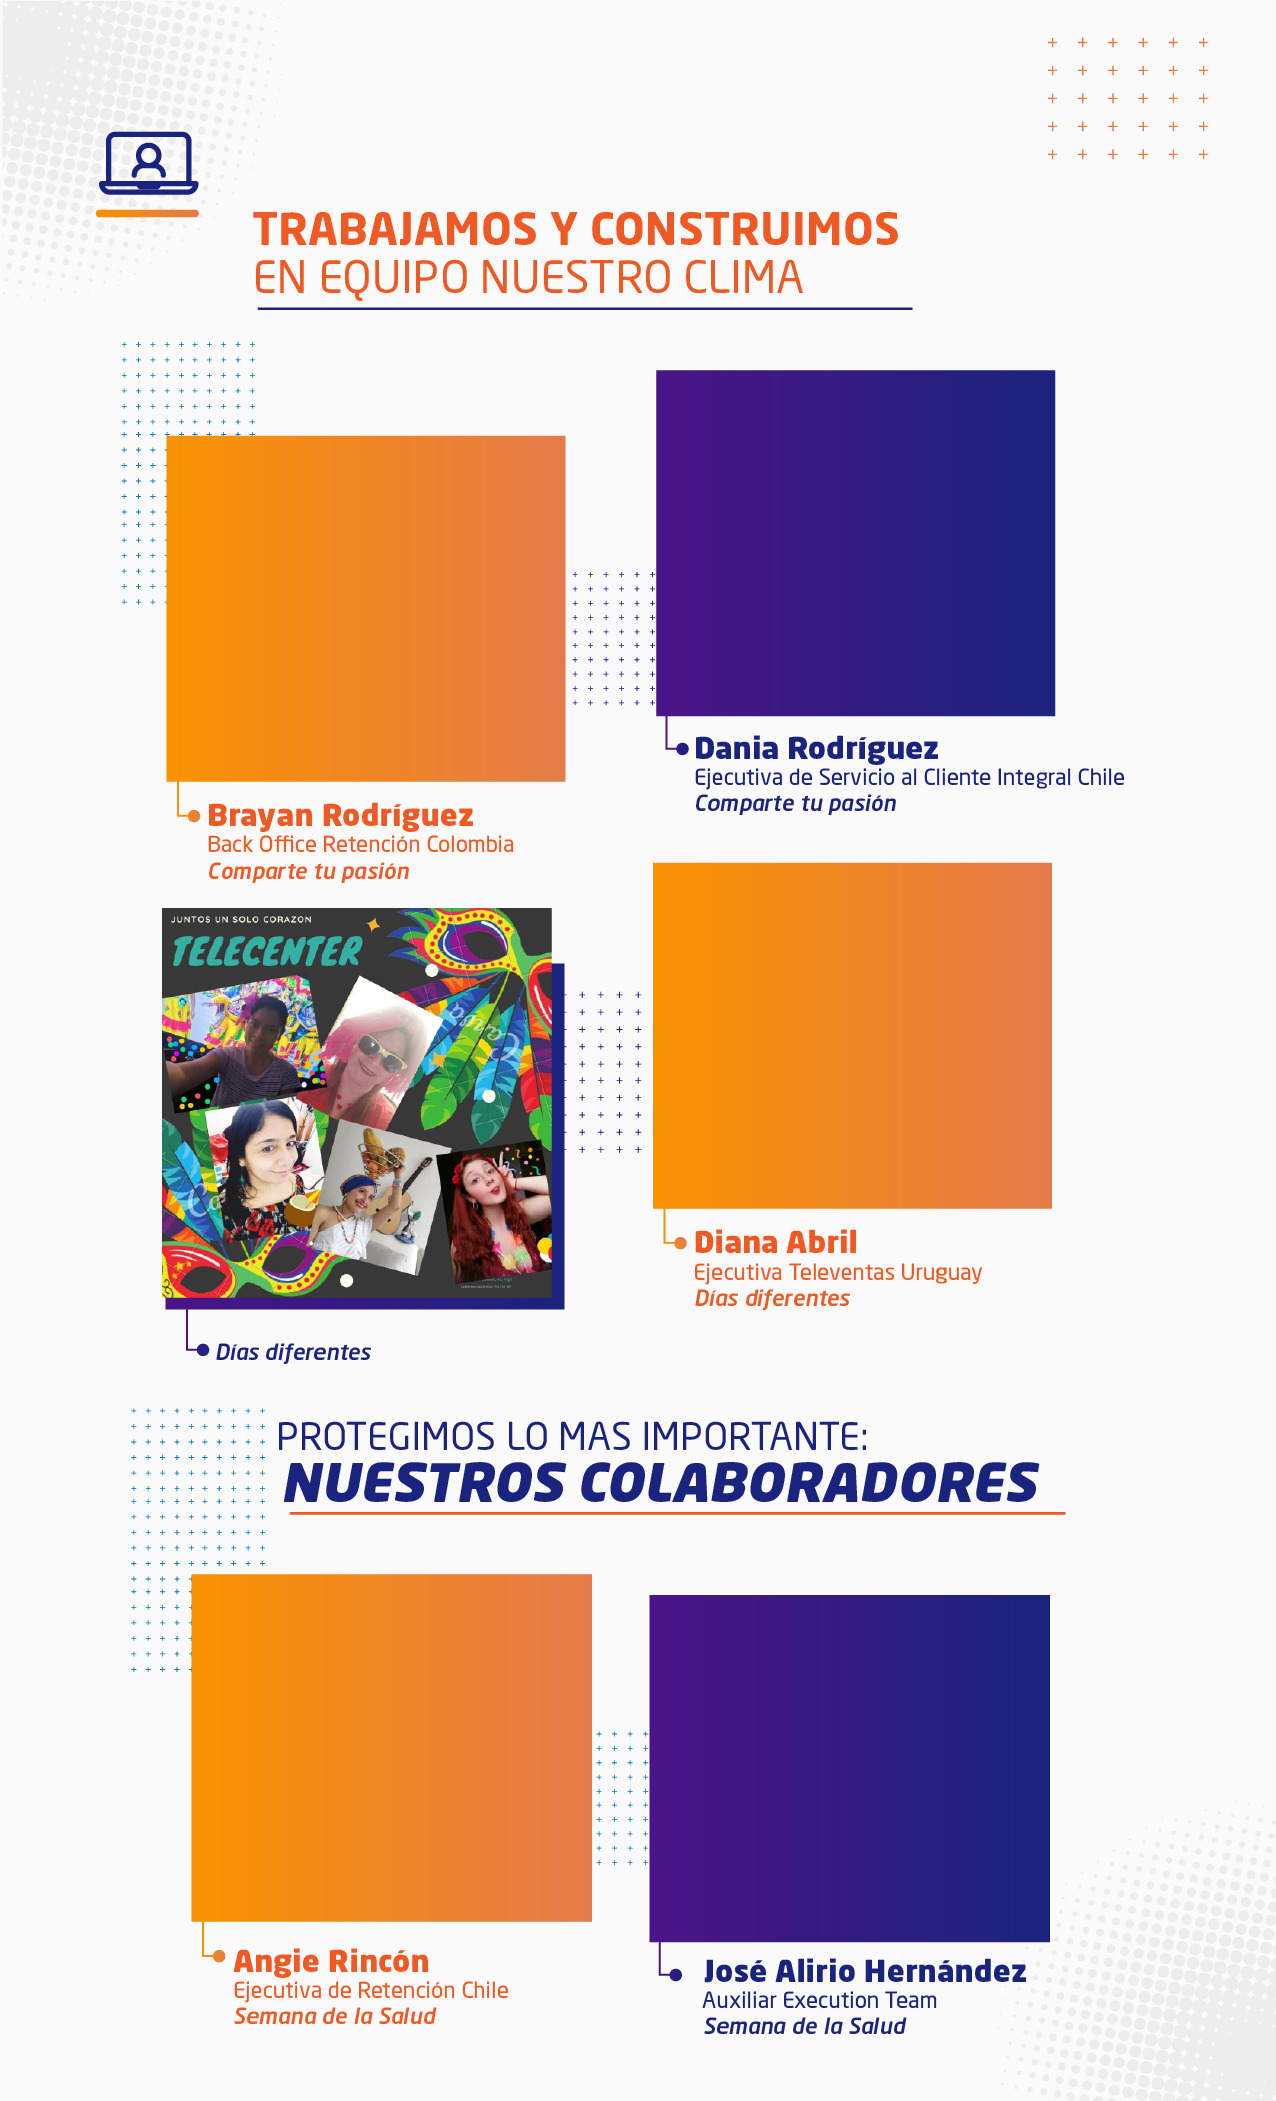 TRABAJAMOS Y CONSTRUIMOS
EN EQUIPO NUESTRO CLIMA
Dania Rodríguez
Ejecutiva de Servicio al Cliente Integral Chile
Comparte tu pasión
Brayan Rodríguez
Back Office Retención Colombia
Comparte tu pasión
JUNTOS UN SOLO CORAZON
TELECENTER
Canva
Diana Abril
Ejecutiva Televentas Uruguay
Días diferentes
Días diferentes
PROTEGIMOS LO MAS IMPORTANTE:
NUESTROS COLABORADORES
Angie Rincón
Ejecutiva de Retención Chile
Semana de la Salud
José Alirio Hernández
Auxiliar Execution Team
Semana de la Salud